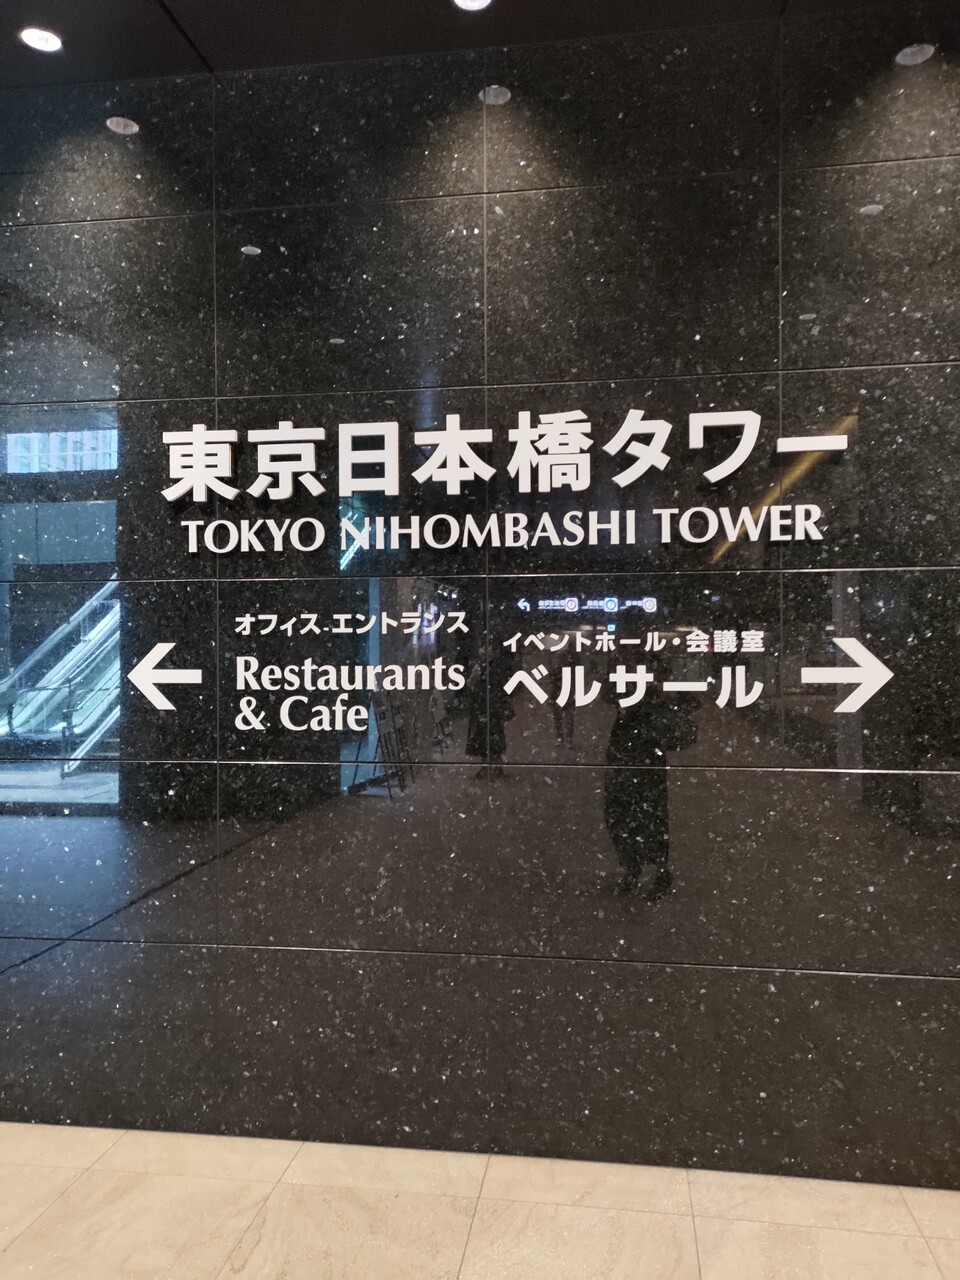 東京日本橋タワー
TOKYO NIHOMBASHI TOWER
オフィス エントランス
Restaurants
& Cafe
イベントホール・会議室
ベルサール